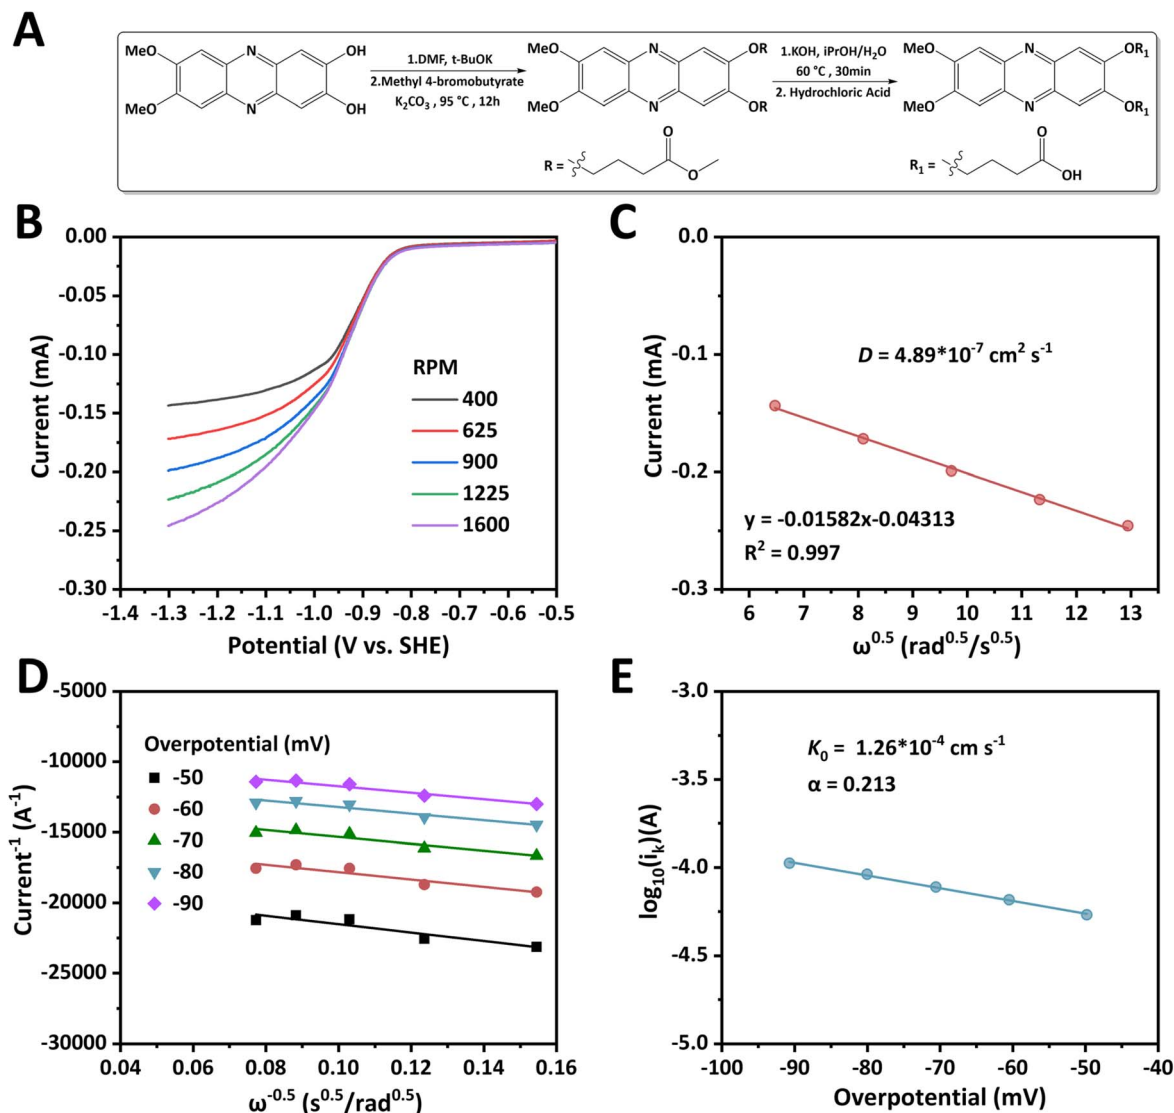 A
MeO
N
OH
MeO
N
OH
1.DMF, t-BuOK
2.Methyl 4-bromobutyrate
K₂CO₃ , 95 °C , 12h
MeO
N
OR
MeO
N
OR
R =
O
O
1.KOH, iPrOH/H₂O
60 °C , 30min
2. Hydrochloric Acid
MeO
N
OR₁
MeO
N
OR₁
R₁ =
O
OH
B
Current (mA)
0.00
-0.05
-0.10
-0.15
-0.20
-0.25
-0.30
-1.4 -1.3 -1.2 -1.1 -1.0 -0.9 -0.8 -0.7 -0.6 -0.5
Potential (V vs. SHE)
RPM
400
625
900
1225
1600
C
Current (mA)
0.0
-0.1
-0.2
-0.3
D = 4.89*10⁻⁷ cm² s⁻¹
y = -0.01582x-0.04313
R² = 0.997
6 7 8 9 10 11 12 13
ω⁰·⁵ (rad⁰·⁵/s⁰·⁵)
D
Current⁻¹ (A⁻¹)
-5000
-10000
-15000
-20000
-25000
-30000
Overpotential (mV)
-50
-60
-70
-80
-90
0.04 0.06 0.08 0.10 0.12 0.14 0.16
ω⁻⁰·⁵ (s⁰·⁵/rad⁰·⁵)
E
log₁₀(iₖ)(A)
-3.0
-3.5
-4.0
-4.5
-5.0
K₀ = 1.26*10⁻⁴ cm s⁻¹
α = 0.213
-100 -90 -80 -70 -60 -50 -40
Overpotential (mV)